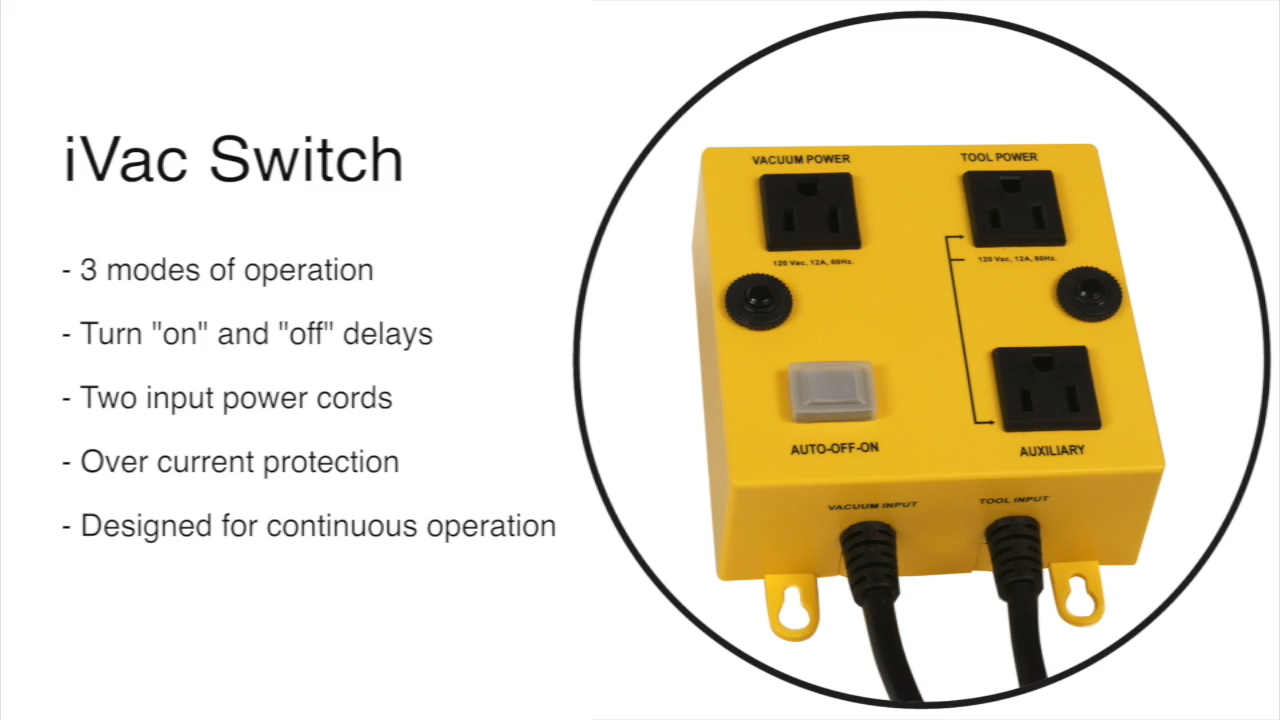 iVac Switch
- 3 modes of operation
- Turn "on" and "off" delays
- Two input power cords
- Over current protection
- Designed for continuous operation
VACUUM POWER
TOOL POWER
120 Vac, 12A, 60Hz.
120 Vac, 12A, 60Hz.
AUTO-OFF-ON
AUXILIARY
VACUUM INPUT
TOOL INPUT